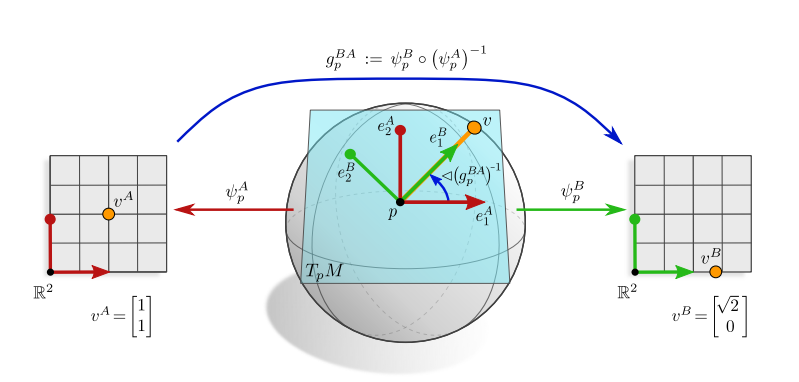 g_p^{BA} := ψ_p^B ∘ (ψ_p^A)^{-1}
e_2^A
v
e_1^B
e_2^B
◁(g_p^{BA})^{-1}
ψ_p^A
ψ_p^B
v^A
p
e_1^A
v^B
T_pM
ℝ^2
ℝ^2
v^A = [1 1]
v^B = [√2 0]